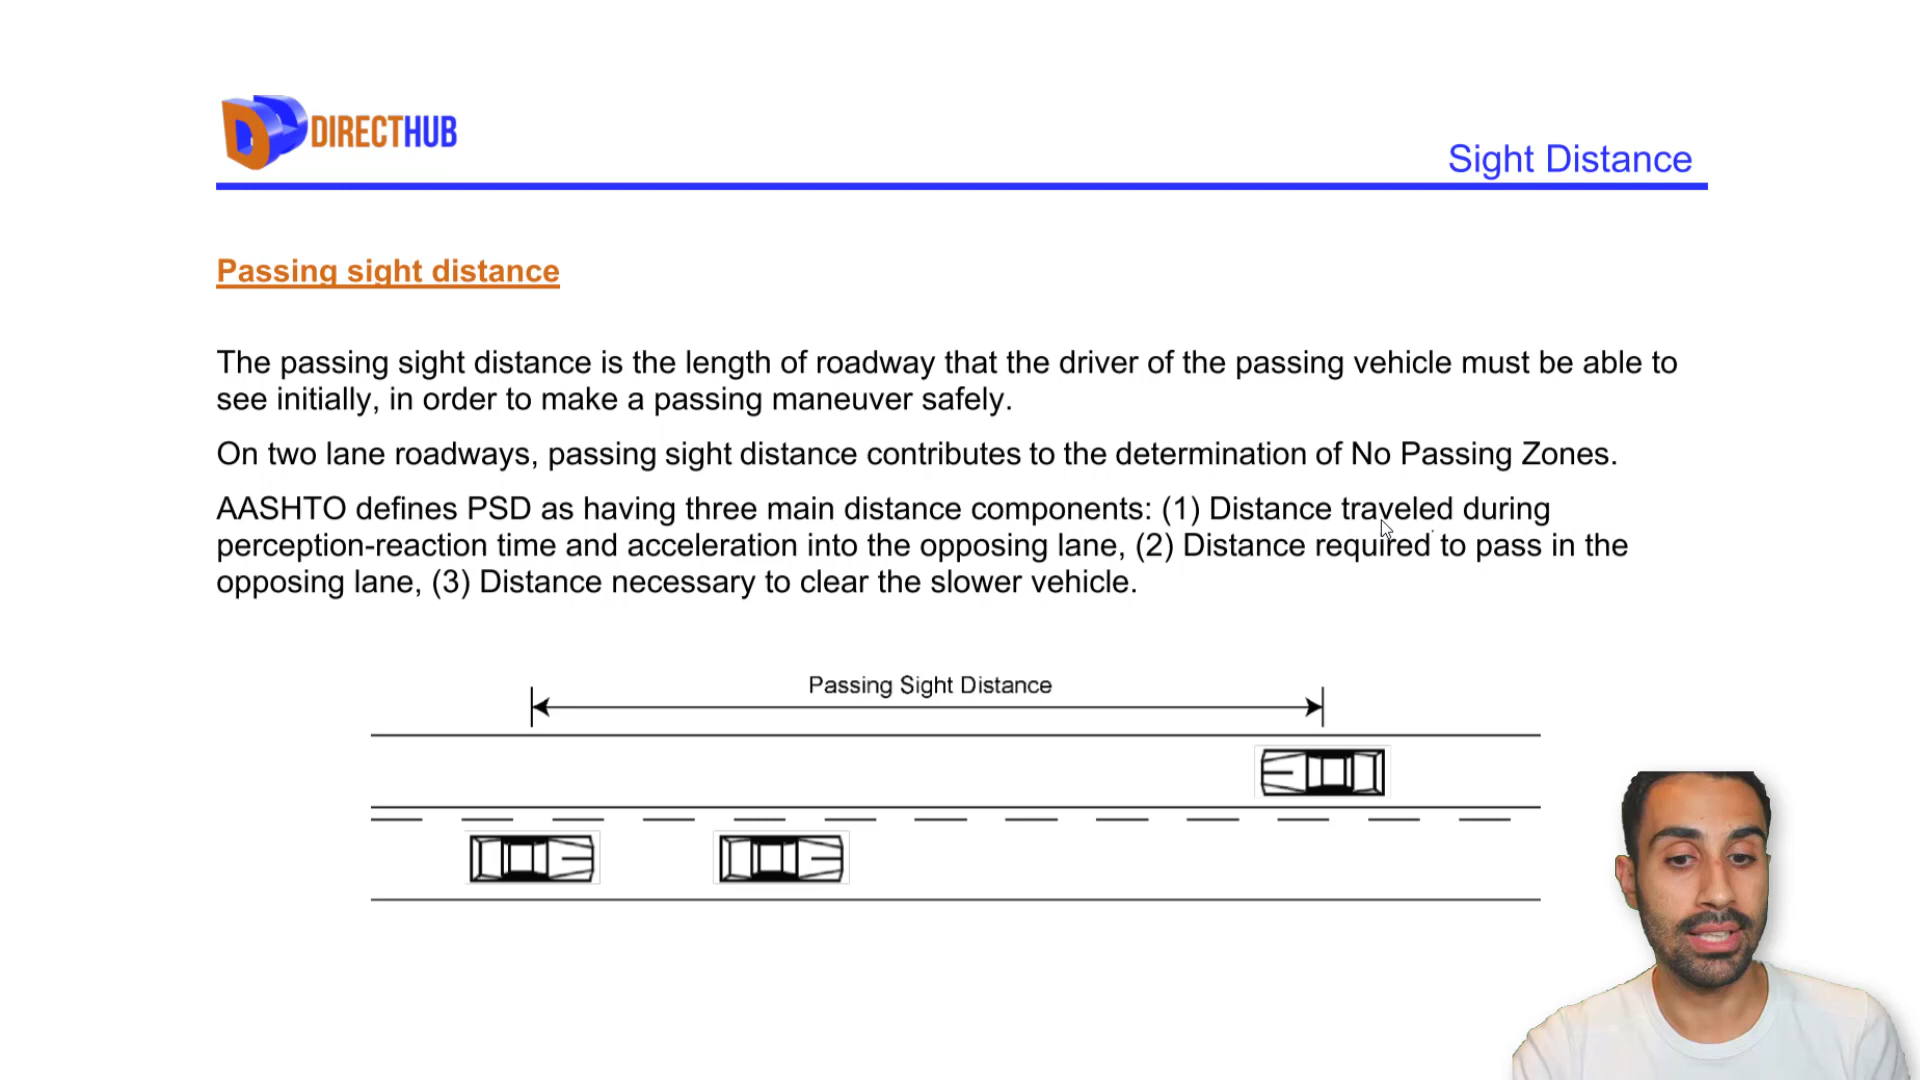 DIRECTHUB
Sight Distance
Passing sight distance
The passing sight distance is the length of roadway that the driver of the passing vehicle must be able to
see initially, in order to make a passing maneuver safely.
On two lane roadways, passing sight distance contributes to the determination of No Passing Zones.
AASHTO defines PSD as having three main distance components: (1) Distance traveled during
perception-reaction time and acceleration into the opposing lane, (2) Distance required to pass in the
opposing lane, (3) Distance necessary to clear the slower vehicle.
Passing Sight Distance